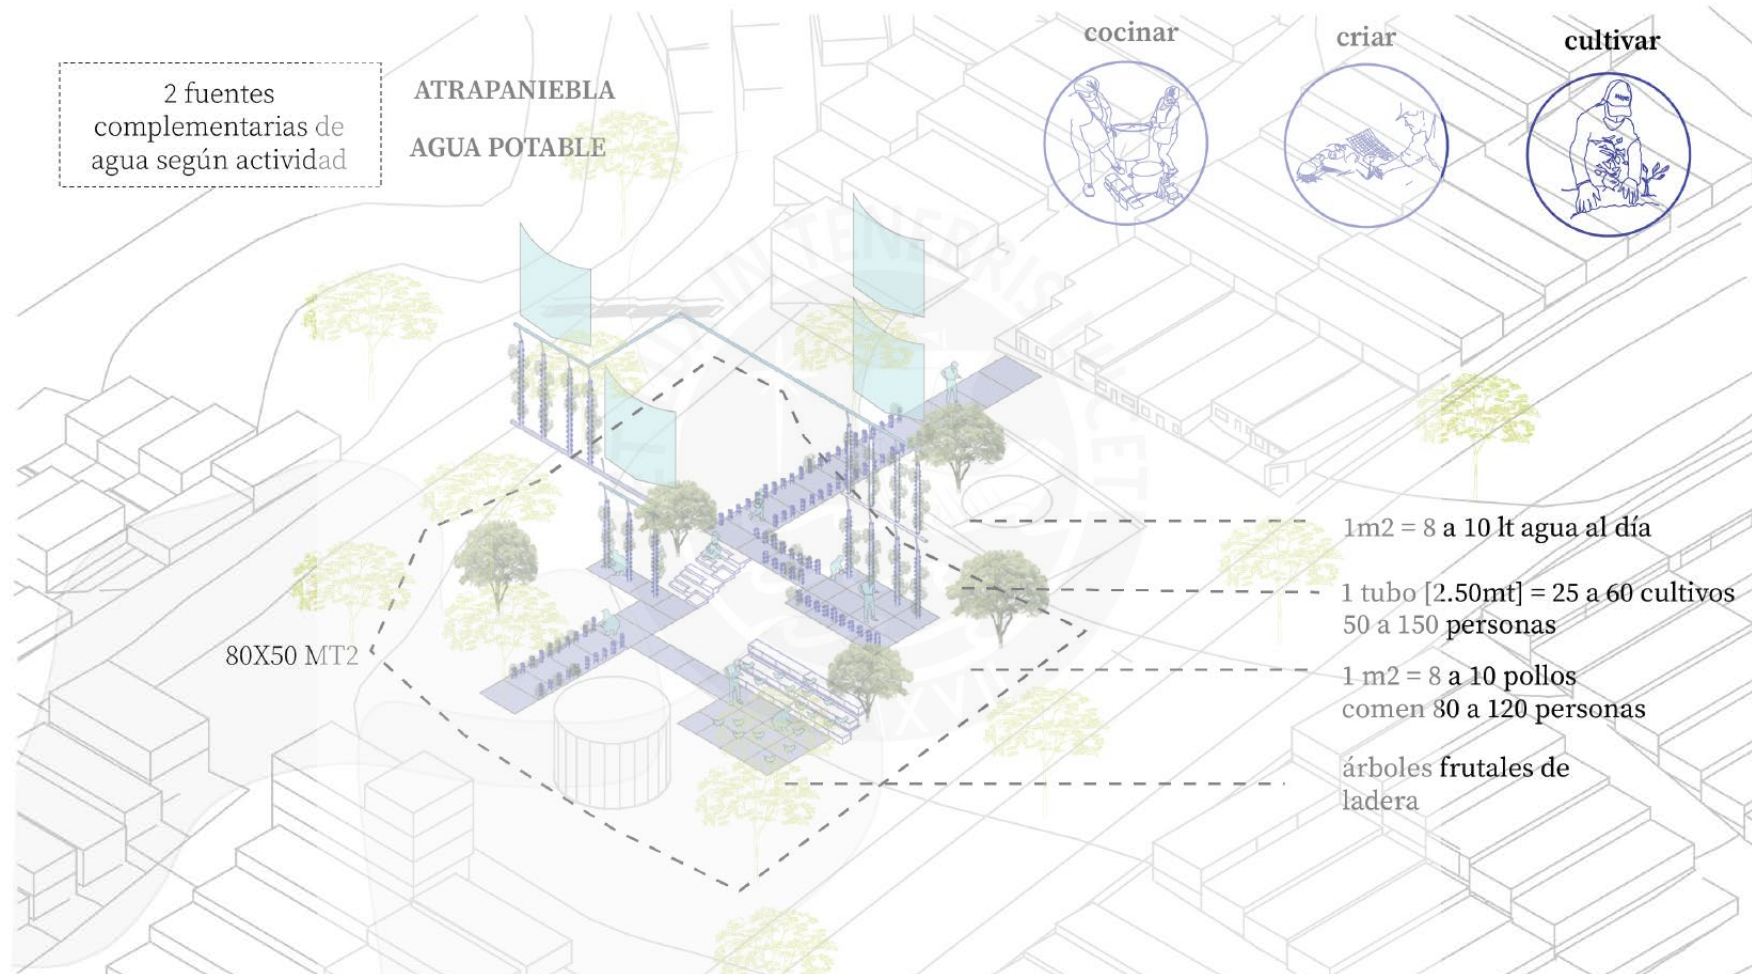 cocinar
criar
cultivar
2 fuentes
complementarias de
agua según actividad
ATRAPANIEBLA
AGUA POTABLE
80X50 MT2
1m2 = 8 a 10 lt agua al día
1 tubo [2.50mt] = 25 a 60 cultivos
50 a 150 personas
1 m2 = 8 a 10 pollos
comen 80 a 120 personas
árboles frutales de
ladera